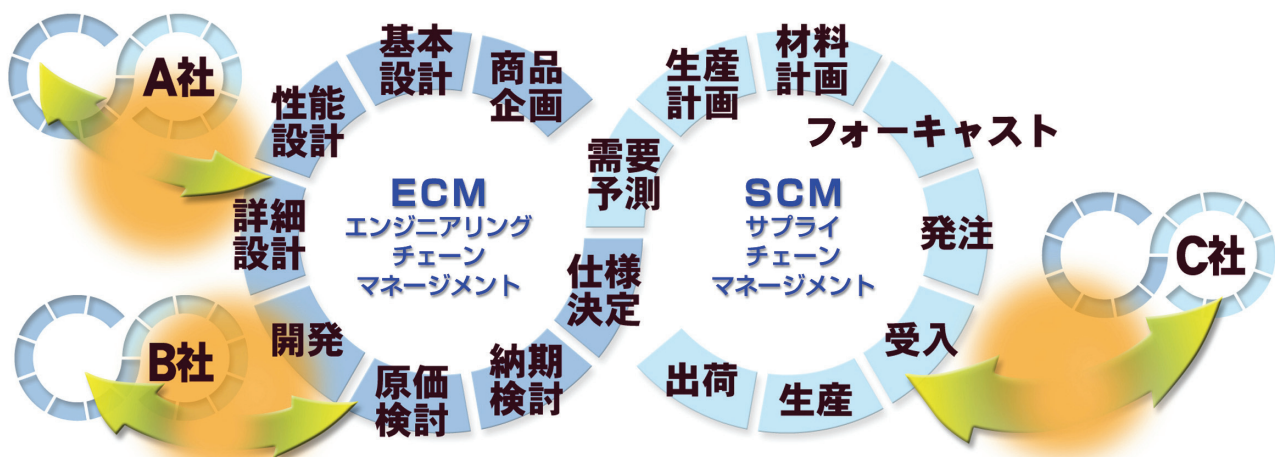 A社
基本
設計
商品
企画
性能
設計
詳細
設計
開発
原価
検討
納期
検討
仕様
決定
ECM
エンジニアリング
チェーン
マネージメント
B社
需要
予測
生産
計画
材料
計画
フォーキャスト
発注
受入
生産
出荷
SCM
サプライ
チェーン
マネージメント
C社